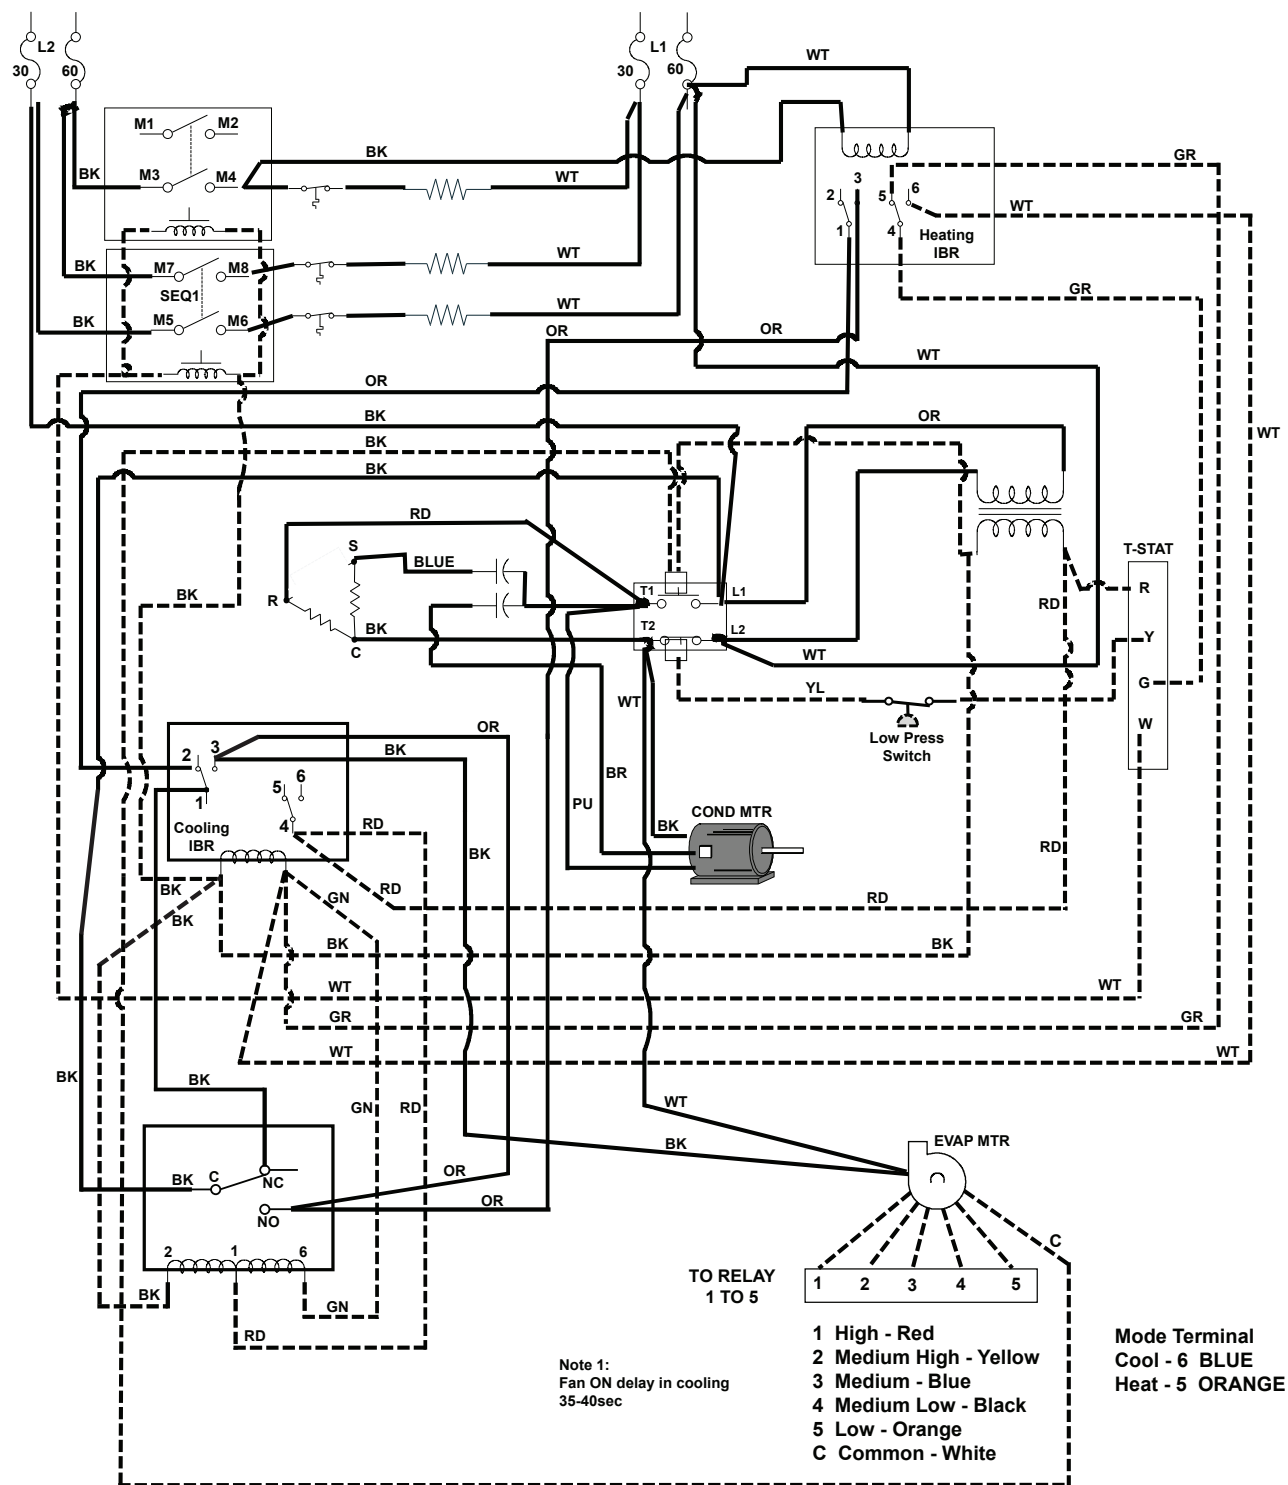 L2
L1
30
60
30
60
WT
M1
M2
M3
M4
BK
BK
WT
GR
3
2
5
6
1
4
Heating
IBR
WT
M7
M8
BK
WT
SEQ1
M5
M6
BK
WT
GR
OR
OR
WT
OR
BK
OR
BK
BK
WT
RD
S
BLUE
R
BK
C
BK
T1
L1
T2
L2
WT
WT
YL
Low Press
Switch
T-STAT
R
Y
G
W
RD
RD
2
3
OR
BK
5
6
1
4
Cooling
IBR
RD
BK
BR
PU
COND MTR
BK
BK
BK
GN
RD
RD
BK
BK
WT
WT
GR
GR
WT
WT
BK
BK
GN
RD
WT
BK
EVAP MTR
BK
C
NC
NO
OR
OR
C
2
1
6
BK
GN
RD
TO RELAY
1 TO 5
1
2
3
4
5
1 High - Red
2 Medium High - Yellow
3 Medium - Blue
4 Medium Low - Black
5 Low - Orange
C Common - White
Mode Terminal
Cool - 6 BLUE
Heat - 5 ORANGE
Note 1:
Fan ON delay in cooling
35-40sec